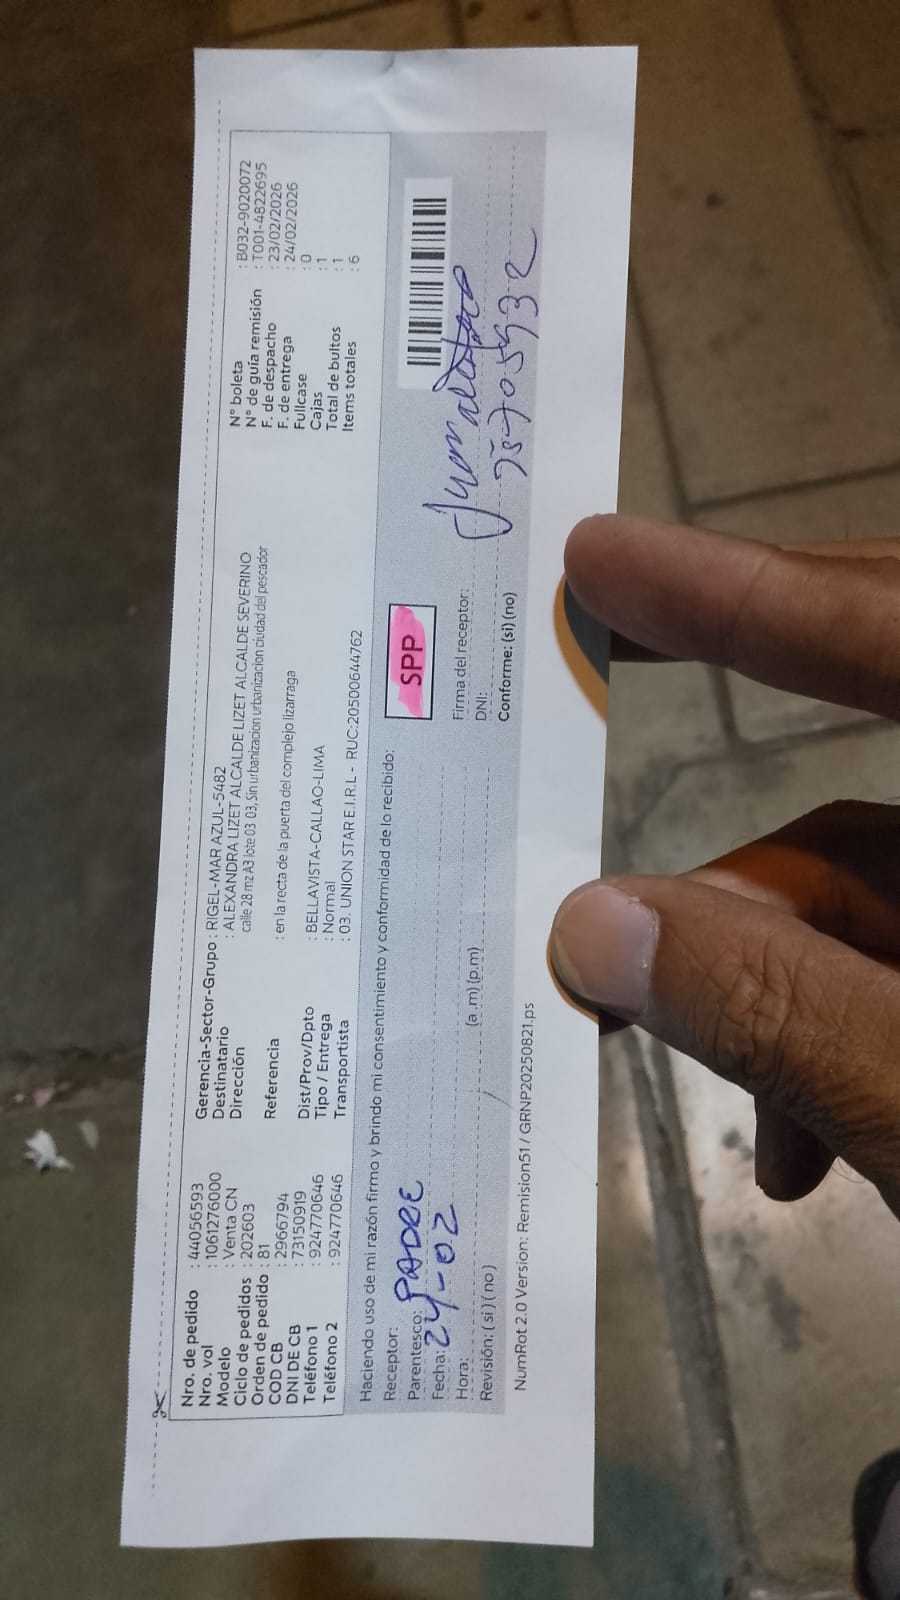 Nro. de pedido : 44056593
Nro. vol : 1061276000
Modelo : Venta CN
Ciclo de pedidos : 202603
Orden de pedido : 81
COD CB : 2966794
DNI DE CB : 73150919
Teléfono 1 : 924770646
Teléfono 2 : 924770646
Gerencia-Sector-Grupo : RIGEL-MAR AZUL-5482
Destinatario : ALEXANDRA LIZET ALCALDE LIZET ALCALDE SEVERINO
Dirección calle 28 mz A3 lote 03 03, Sin urbanizacion ciudad del pescador
Referencia : en la recta de la puerta del complejo lizarraga
Dist/Prov/Dpto : BELLAVISTA-CALLAO-LIMA
Tipo / Entrega : Normal
Transportista : 03. UNION STAR E.I.R.L - RUC:20500644762
N° boleta : B032-9020072
N° de guía remisión : T001-4822695
F. de despacho : 23/02/2026
F. de entrega : 24/02/2026
Fullcase : 0
Cajas : 1
Total de bultos : 1
Items totales : 6
Haciendo uso de mi razón firmo y brindo mi consentimiento y conformidad de lo recibido:
Receptor:
Parentesco: PADRE
Fecha: 24-02
Hora: (a.m) (p.m)
Revisión: ( si ) ( no )
SPP
Firma del receptor:
DNI:
Conforme: (si) (no)
NumRot 2.0 Version: Remision51 / GRNP20250821.ps